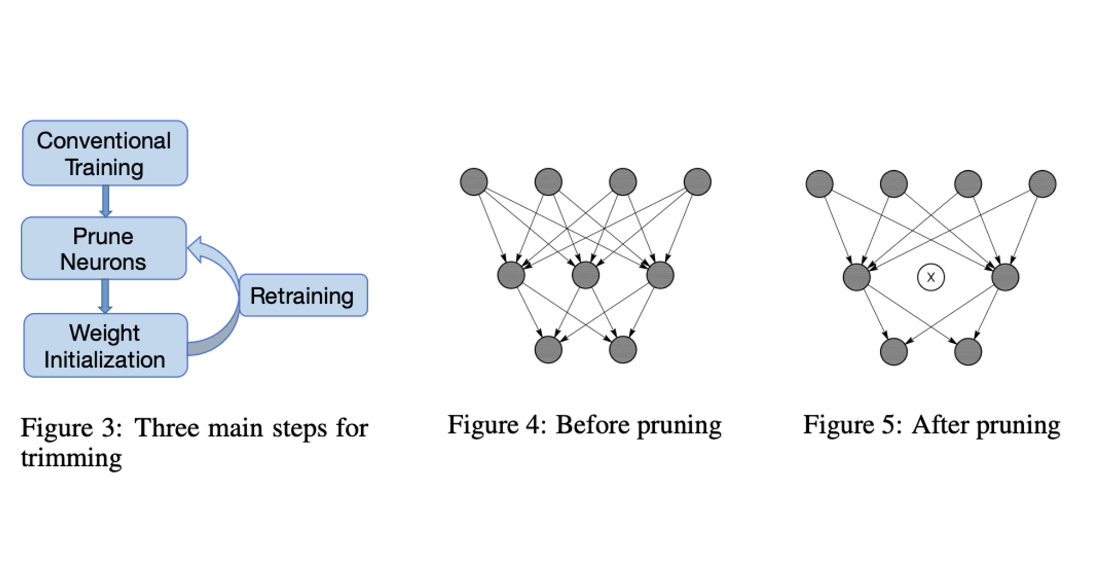 Conventional
Training
Prune
Neurons
Retraining
Weight
Initialization
Figure 3: Three main steps for
trimming
Figure 4: Before pruning
X
Figure 5: After pruning